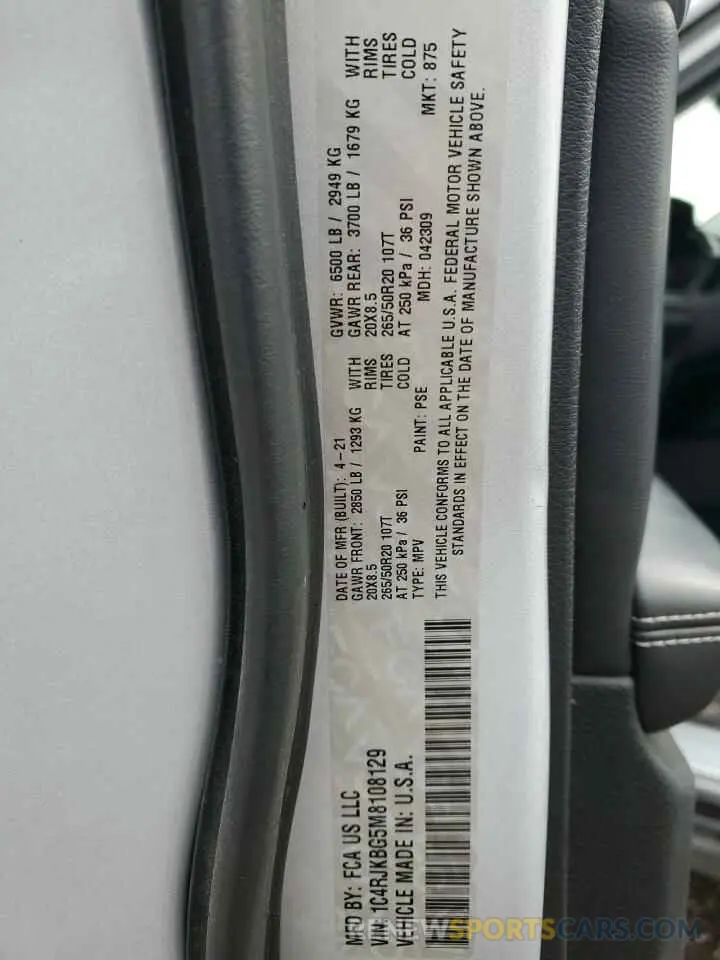 MFD BY: FCA US LLC
VIN: 1C4RJKBG5M8108129
VEHICLE MADE IN: U.S.A.
DATE OF MFR (BUILT): 4-21
GAWR FRONT: 2850 LB / 1293 KG WITH
20X8.5 RIMS
265/50R20 107T TIRES
AT 250 kPa / 36 PSI COLD
TYPE: MPV PAINT: PSE
GVWR: 6500 LB / 2949 KG
GAWR REAR: 3700 LB / 1679 KG WITH
20X8.5 RIMS
265/50R20 107T TIRES
AT 250 kPa / 36 PSI COLD
MDH: 042309 MKT: 875
THIS VEHICLE CONFORMS TO ALL APPLICABLE U.S.A. FEDERAL MOTOR VEHICLE SAFETY
STANDARDS IN EFFECT ON THE DATE OF MANUFACTURE SHOWN ABOVE.
RENEWSPORTSCARS.COM